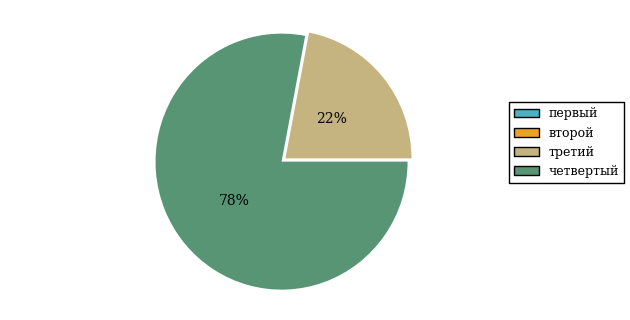 22%
78%
первый
второй
третий
четвертый